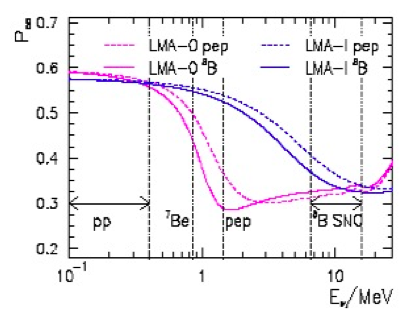 P_ee
LMA-0 pep
LMA-0 ⁸B
LMA-I pep
LMA-I ⁸B
0.7
0.6
0.5
0.4
0.3
0.2
pp
⁷Be
pep
⁸B SNO
10⁻¹
1
10
E_ν/MeV